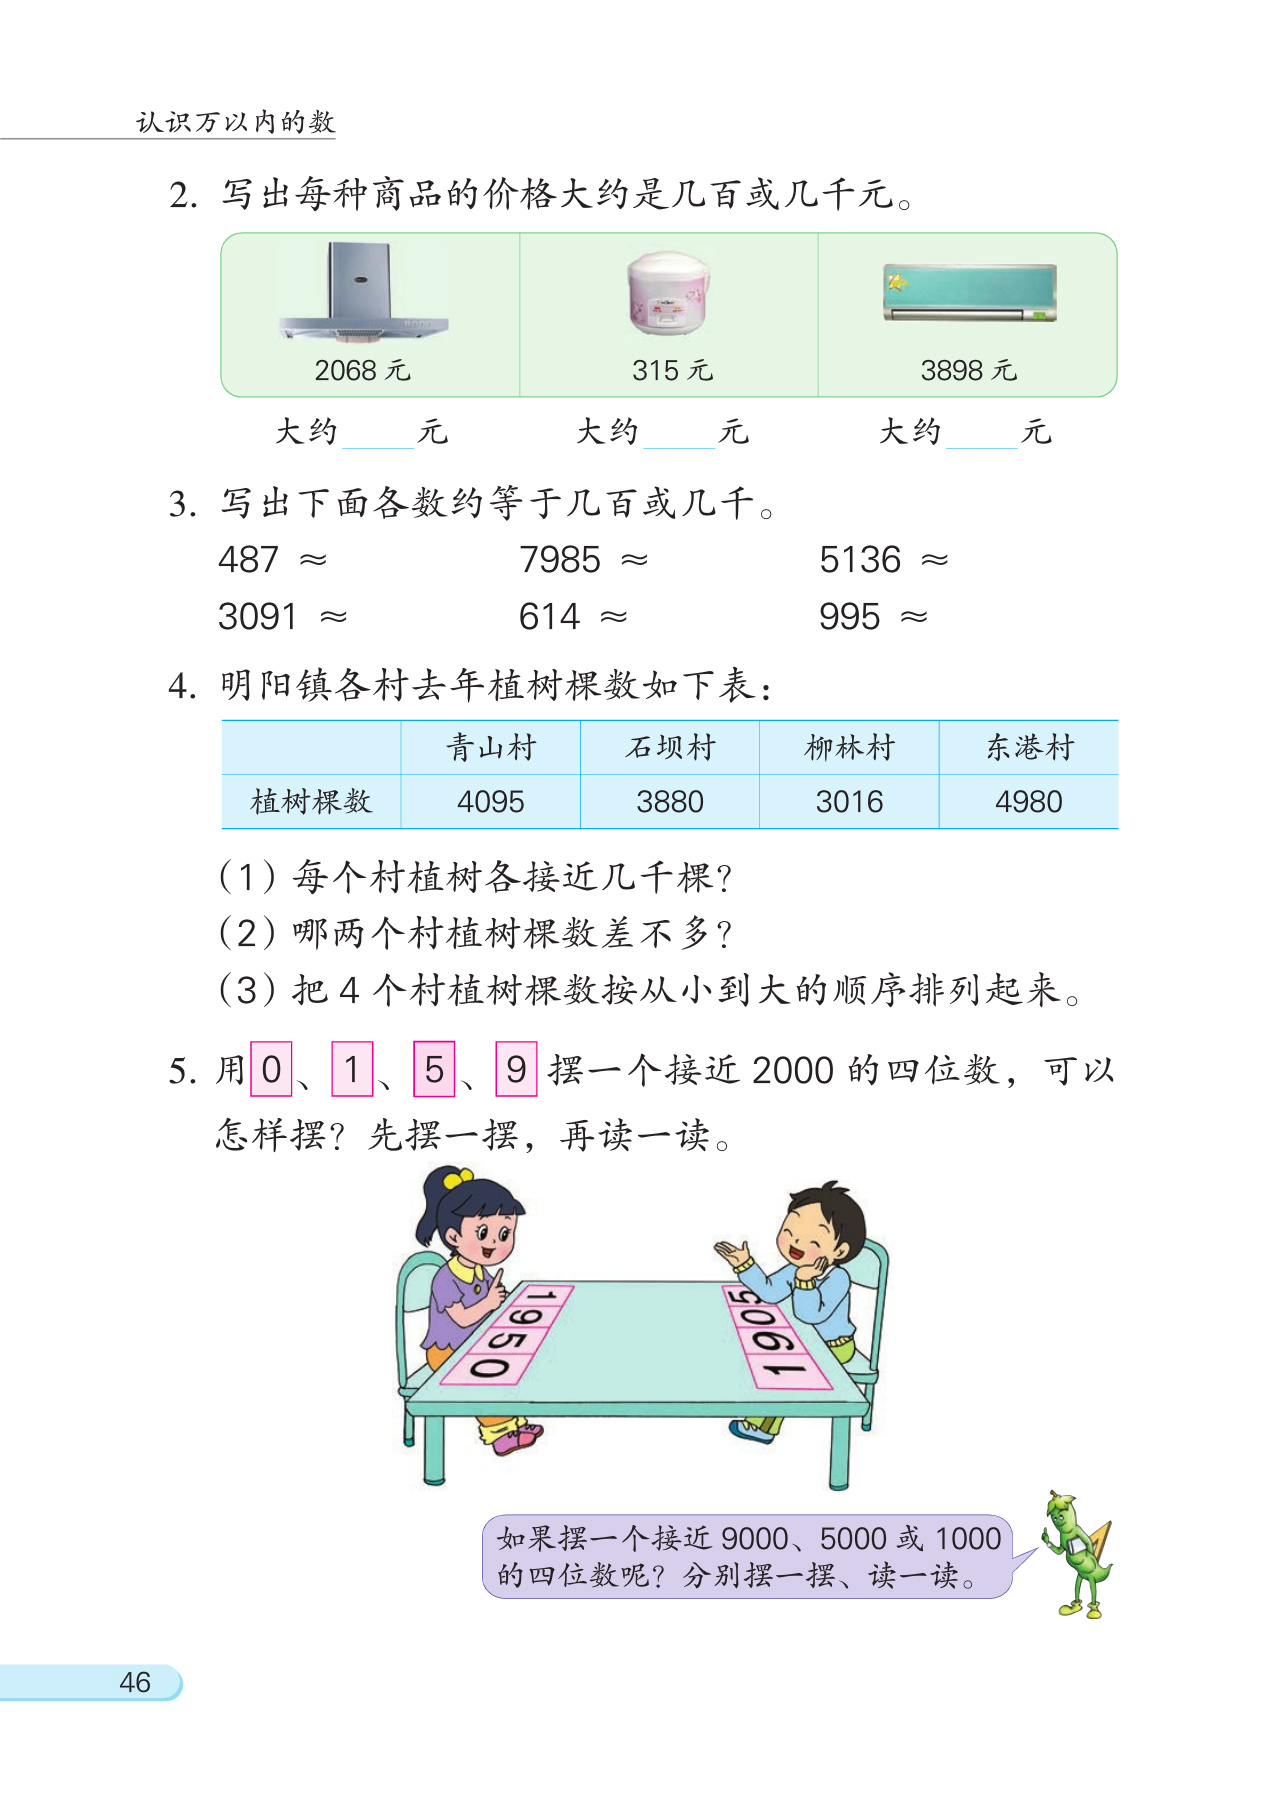 认识万以内的数
2. 写出每种商品的价格大约是几百或几千元。
2068 元 315 元 3898 元
大约____元 大约____元 大约____元
3. 写出下面各数约等于几百或几千。
487 ≈ 7985 ≈ 5136 ≈
3091 ≈ 614 ≈ 995 ≈
4. 明阳镇各村去年植树棵数如下表：
青山村 石坝村 柳林村 东港村
植树棵数 4095 3880 3016 4980
（1）每个村植树各接近几千棵？
（2）哪两个村植树棵数差不多？
（3）把 4 个村植树棵数按从小到大的顺序排列起来。
5. 用 0、1、5、9 摆一个接近 2000 的四位数，可以
怎样摆？先摆一摆，再读一读。
1950
1905
如果摆一个接近 9000、5000 或 1000
的四位数呢？分别摆一摆、读一读。
46